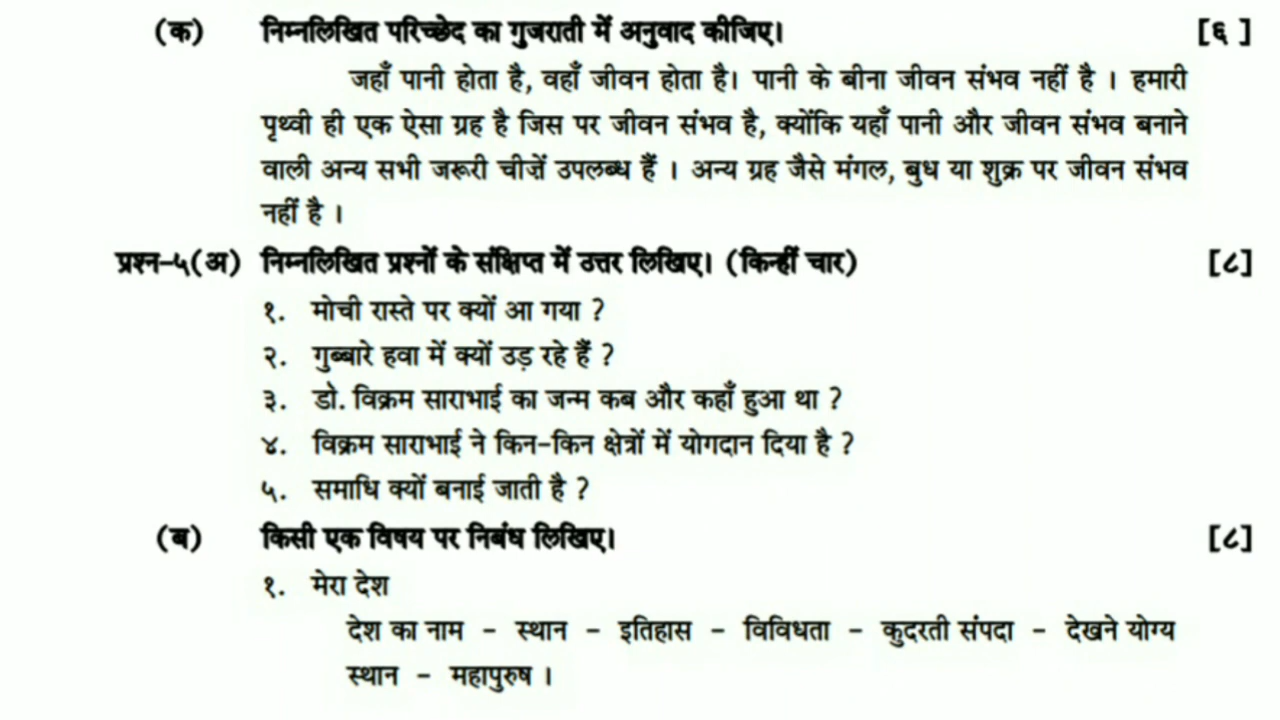 (क) निम्नलिखित परिच्छेद का गुजराती में अनुवाद कीजिए। [६ ]
जहाँ पानी होता है, वहाँ जीवन होता है। पानी के बीना जीवन संभव नहीं है । हमारी
पृथ्वी ही एक ऐसा ग्रह है जिस पर जीवन संभव है, क्योंकि यहाँ पानी और जीवन संभव बनाने
वाली अन्य सभी जरूरी चीज़ें उपलब्ध हैं । अन्य ग्रह जैसे मंगल, बुध या शुक्र पर जीवन संभव
नहीं है ।
प्रश्न-५(अ) निम्नलिखित प्रश्नों के संक्षिप्त में उत्तर लिखिए। (किन्हीं चार) [८]
१. मोची रास्ते पर क्यों आ गया ?
२. गुब्बारे हवा में क्यों उड़ रहे हैं ?
३. डॉ. विक्रम साराभाई का जन्म कब और कहाँ हुआ था ?
४. विक्रम साराभाई ने किन-किन क्षेत्रों में योगदान दिया है ?
५. समाधि क्यों बनाई जाती है ?
(ब) किसी एक विषय पर निबंध लिखिए। [८]
१. मेरा देश
देश का नाम - स्थान - इतिहास - विविधता - कुदरती संपदा - देखने योग्य
स्थान - महापुरुष ।